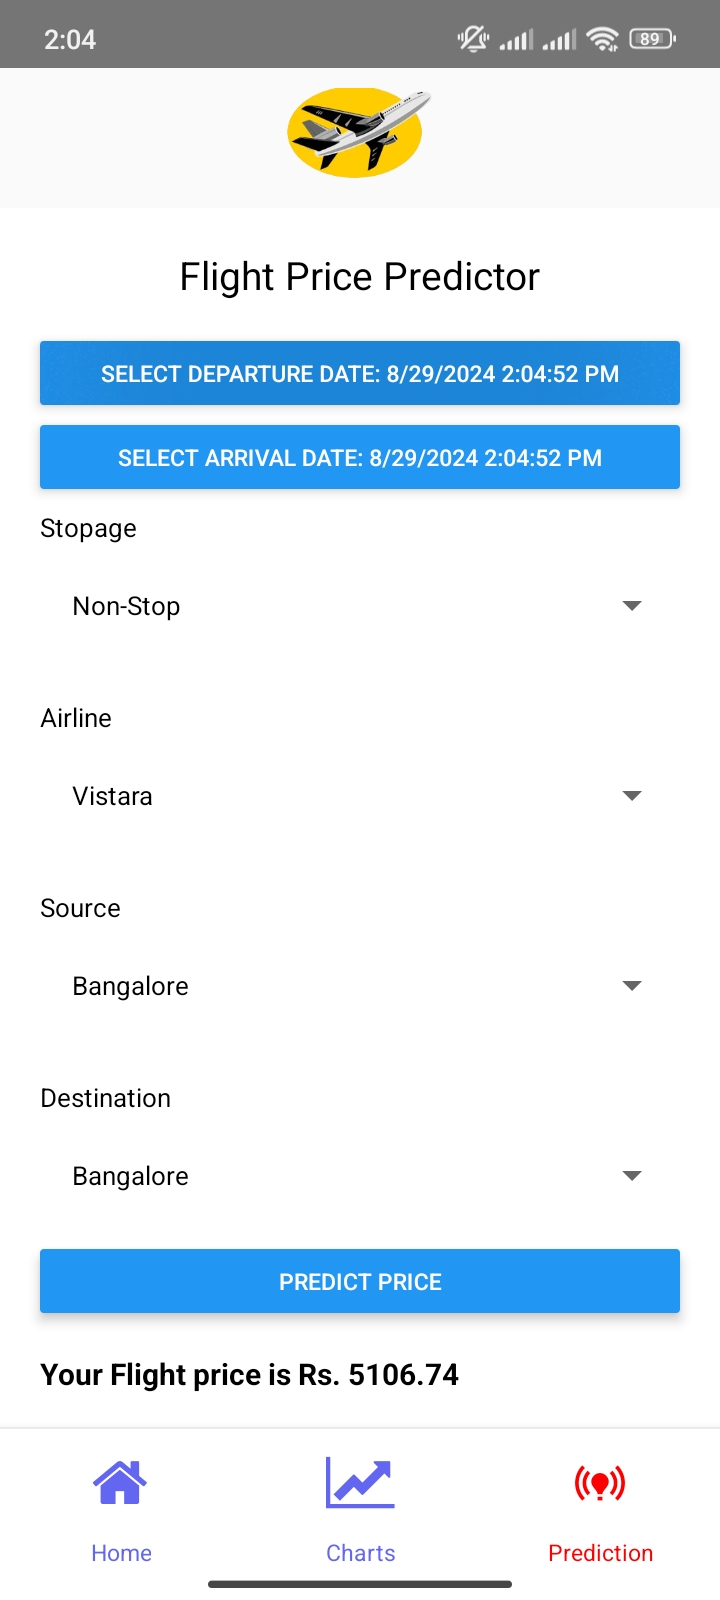 2:04
89
Flight Price Predictor
SELECT DEPARTURE DATE: 8/29/2024 2:04:52 PM
SELECT ARRIVAL DATE: 8/29/2024 2:04:52 PM
Stopage
Non-Stop
Airline
Vistara
Source
Bangalore
Destination
Bangalore
PREDICT PRICE
Your Flight price is Rs. 5106.74
Home Charts Prediction